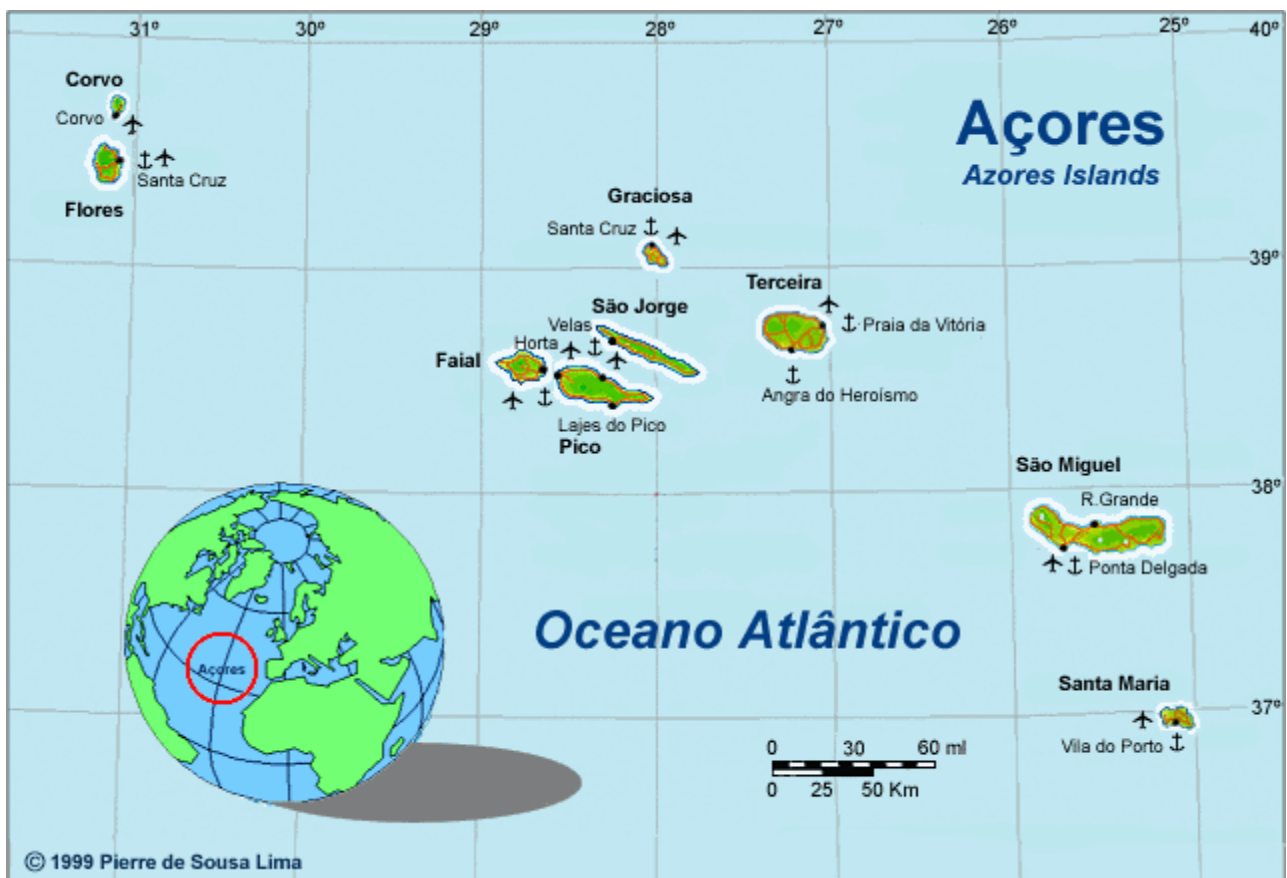 31º 30º 29º 28º 27º 26º 25º 40º
Corvo
Corvo
Santa Cruz
Flores
Açores
Azores Islands
Graciosa
Santa Cruz
39º
Terceira
São Jorge
Velas
Praia da Vitória
Horta
Faial
Angra do Heroísmo
Lajes do Pico
Pico
São Miguel
38º
R.Grande
Ponta Delgada
Oceano Atlântico
Açores
Santa Maria
37º
Vila do Porto
0 30 60 ml
0 25 50 Km
© 1999 Pierre de Sousa Lima